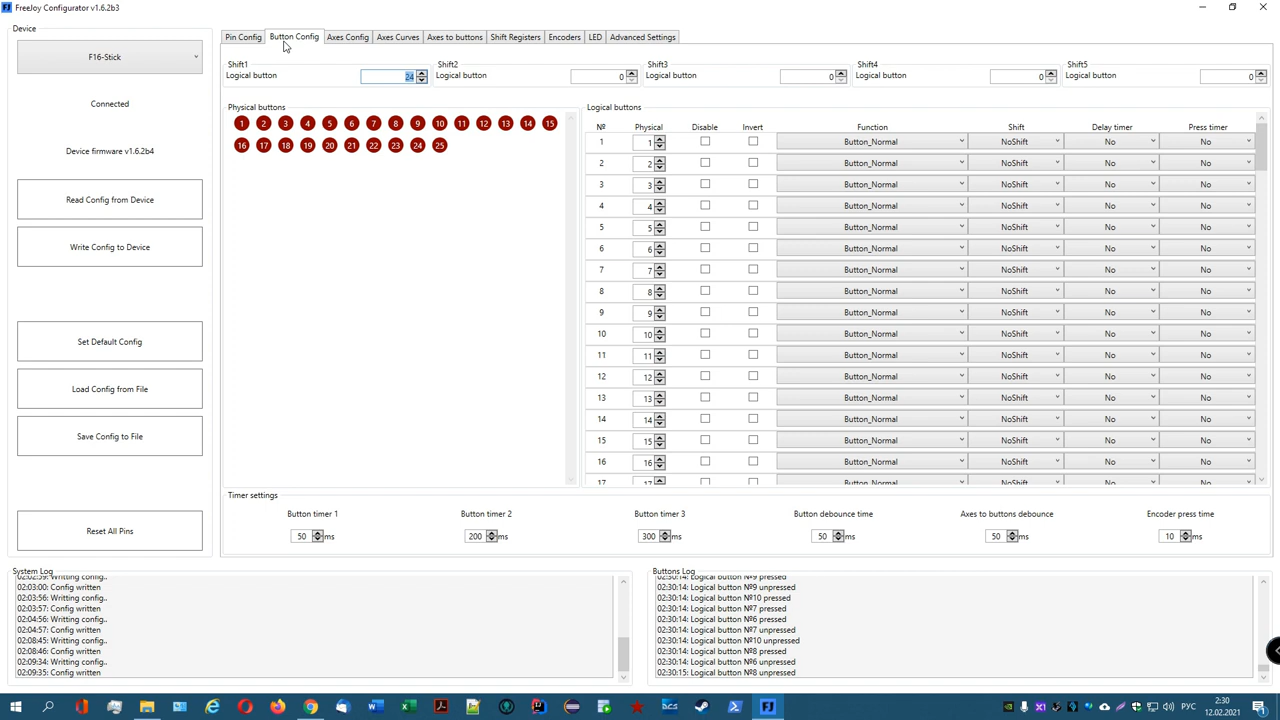 FreeJoy Configurator v1.6.2b3
Device
F16-Stick
Connected
Device firmware v1.6.2b4
Read Config from Device
Write Config to Device
Set Default Config
Load Config from File
Save Config to File
Reset All Pins
Pin Config Button Config Axes Config Axes Curves Axes to buttons Shift Registers Encoders LED Advanced Settings
Shift1 Shift2 Shift3 Shift4 Shift5
Logical button 24 Logical button 0 Logical button 0 Logical button 0 Logical button 0
Physical buttons
1 2 3 4 5 6 7 8 9 10 11 12 13 14 15
16 17 18 19 20 21 22 23 24 25
Logical buttons
№ Physical Disable Invert Function Shift Delay timer Press timer
1 1 Button_Normal NoShift No No
2 2 Button_Normal NoShift No No
3 3 Button_Normal NoShift No No
4 4 Button_Normal NoShift No No
5 5 Button_Normal NoShift No No
6 6 Button_Normal NoShift No No
7 7 Button_Normal NoShift No No
8 8 Button_Normal NoShift No No
9 9 Button_Normal NoShift No No
10 10 Button_Normal NoShift No No
11 11 Button_Normal NoShift No No
12 12 Button_Normal NoShift No No
13 13 Button_Normal NoShift No No
14 14 Button_Normal NoShift No No
15 15 Button_Normal NoShift No No
16 16 Button_Normal NoShift No No
17 17 Button_Normal NoShift No No
Timer settings
Button timer 1 Button timer 2 Button timer 3 Button debounce time Axes to buttons debounce Encoder press time
50 ms 200 ms 300 ms 50 ms 50 ms 10 ms
System Log
02:02:59: Writting config..
02:03:00: Config written
02:03:56: Writting config..
02:03:57: Config written
02:04:56: Writting config..
02:04:57: Config written
02:08:45: Writting config..
02:08:46: Config written
02:09:34: Writting config..
02:09:35: Config written
Buttons Log
02:30:14: Logical button №9 pressed
02:30:14: Logical button №9 unpressed
02:30:14: Logical button №10 pressed
02:30:14: Logical button №7 pressed
02:30:14: Logical button №6 pressed
02:30:14: Logical button №7 unpressed
02:30:14: Logical button №10 unpressed
02:30:14: Logical button №8 pressed
02:30:14: Logical button №6 unpressed
02:30:15: Logical button №8 unpressed
FJ
РУС
2:30
12.02.2021